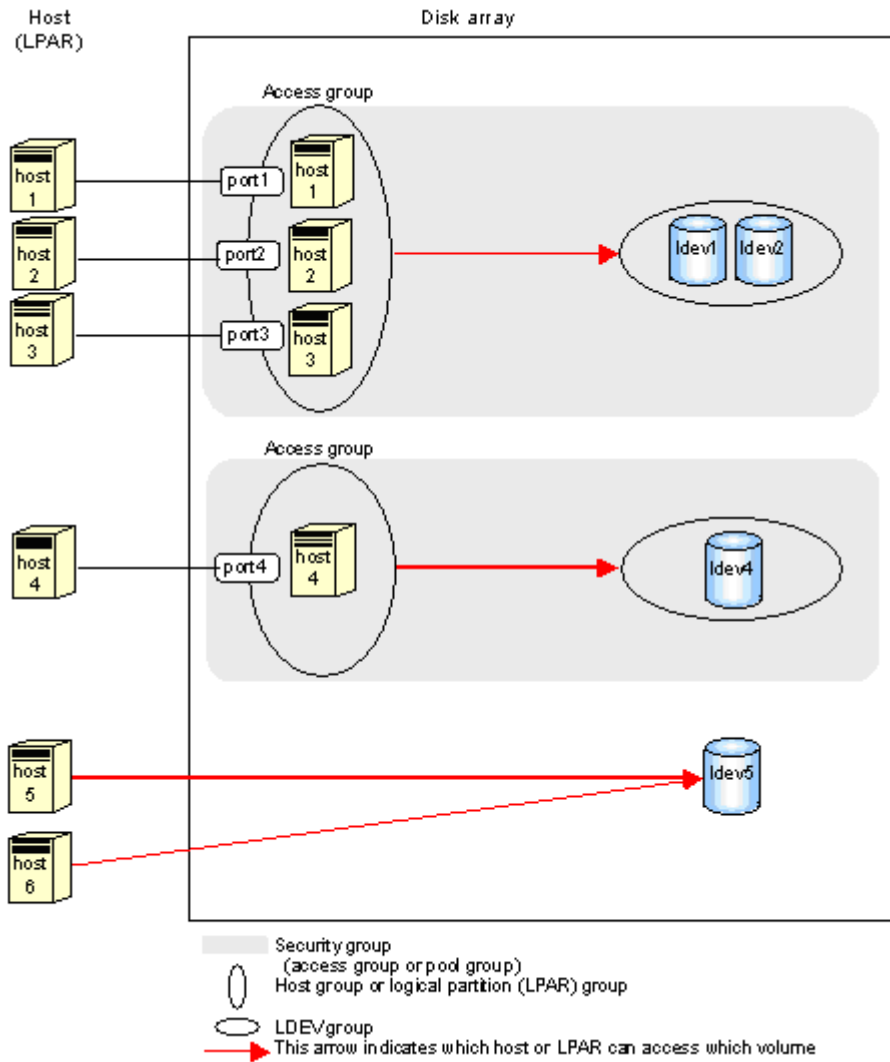 Host
(LPAR)
Disk array
Access group
host
1
port1
host
1
host
2
port2
host
2
ldev1
ldev2
host
3
port3
host
3
Access group
host
4
port4
host
4
ldev4
host
5
ldev5
host
6
Security group
(access group or pool group)
Host group or logical partition (LPAR) group
LDEV group
This arrow indicates which host or LPAR can access which volume